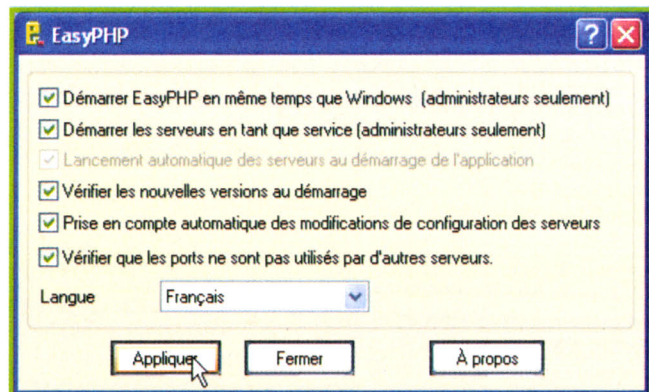 EasyPHP
Démarrer EasyPHP en même temps que Windows (administrateurs seulement)
Démarrer les serveurs en tant que service (administrateurs seulement)
Lancement automatique des serveurs au démarrage de l'application
Vérifier les nouvelles versions au démarrage
Prise en compte automatique des modifications de configuration des serveurs
Vérifier que les ports ne sont pas utilisés par d'autres serveurs.
Langue Français
Appliquer Fermer À propos